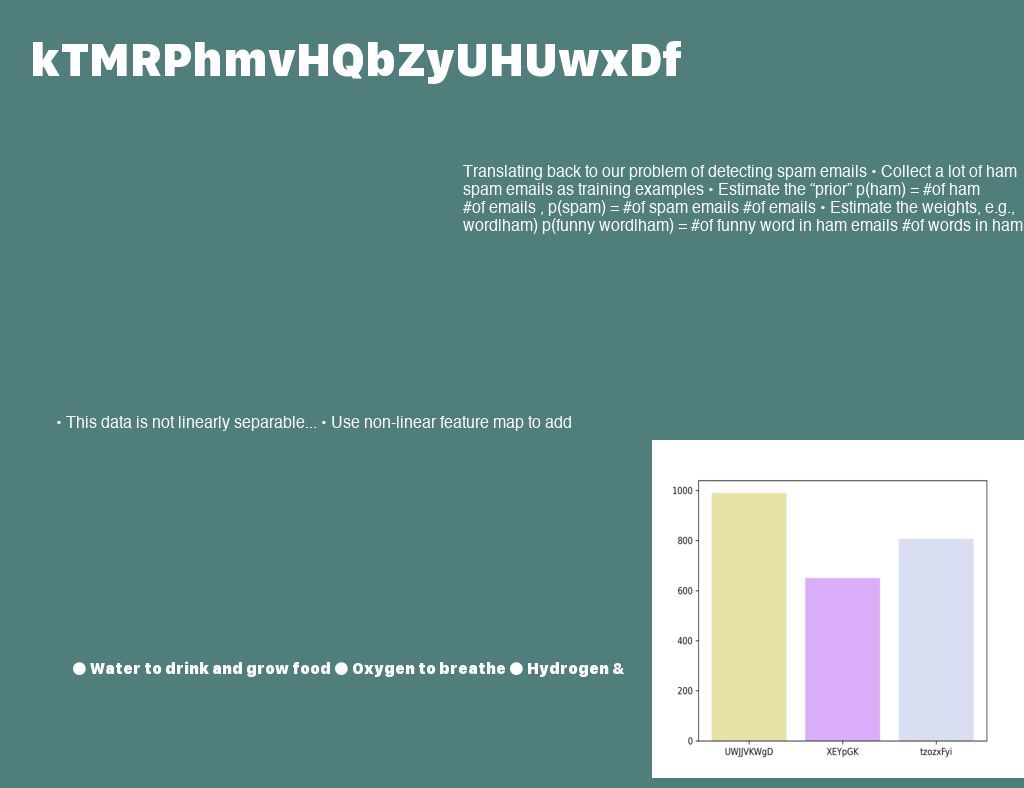 kTMRPhmvHQbZyUHUwxDf
Translating back to our problem of detecting spam emails • Collect a lot of ham
spam emails as training examples • Estimate the “prior” p(ham) = #of ham
#of emails , p(spam) = #of spam emails #of emails • Estimate the weights, e.g.,
wordlham) p(funny wordlham) = #of funny word in ham emails #of words in ham
• This data is not linearly separable... • Use non-linear feature map to add
● Water to drink and grow food ● Oxygen to breathe ● Hydrogen &
1000
800
600
400
200
0
UWJJVKWgD XEYpGK tzozxFyi